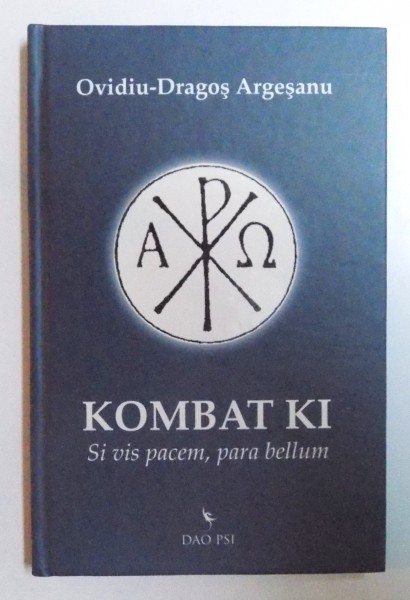 Ovidiu-Dragoş Argeşanu
Α Ρ Ω
KOMBAT KI
Si vis pacem, para bellum
DAO PSI